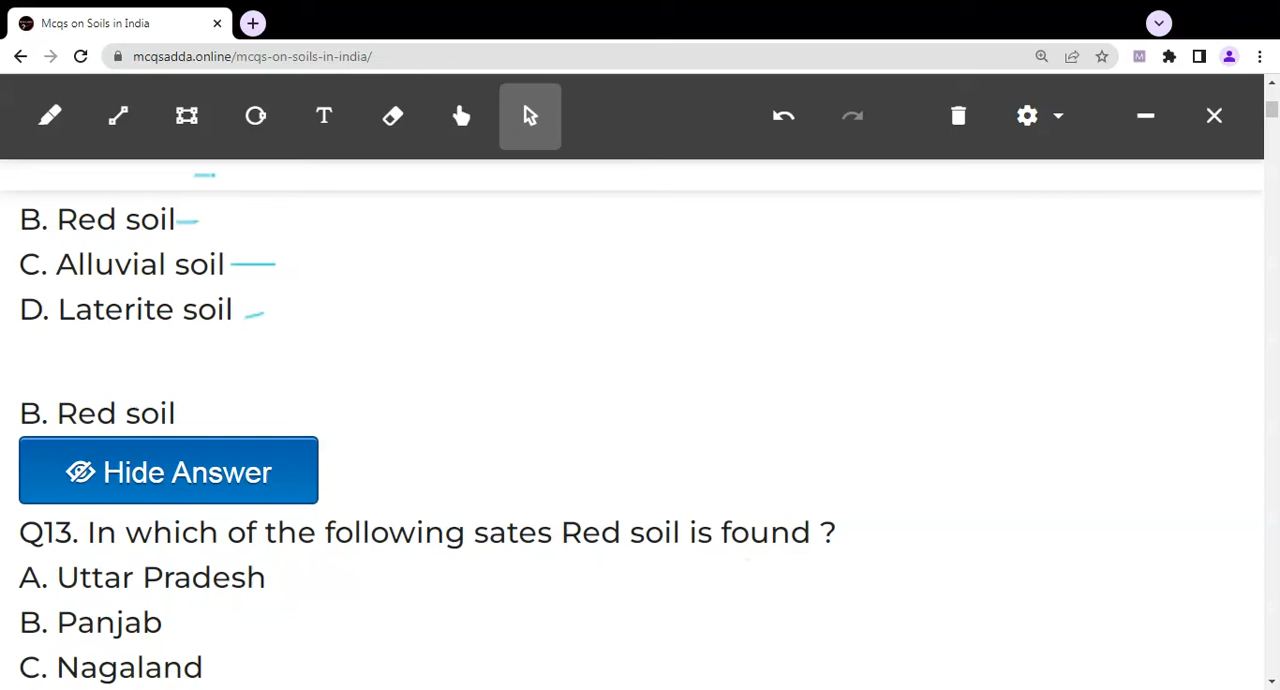 Mcqs on Soils in India
mcqsadda.online/mcqs-on-soils-in-india/
T
B. Red soil
C. Alluvial soil
D. Laterite soil
B. Red soil
Hide Answer
Q13. In which of the following sates Red soil is found ?
A. Uttar Pradesh
B. Panjab
C. Nagaland